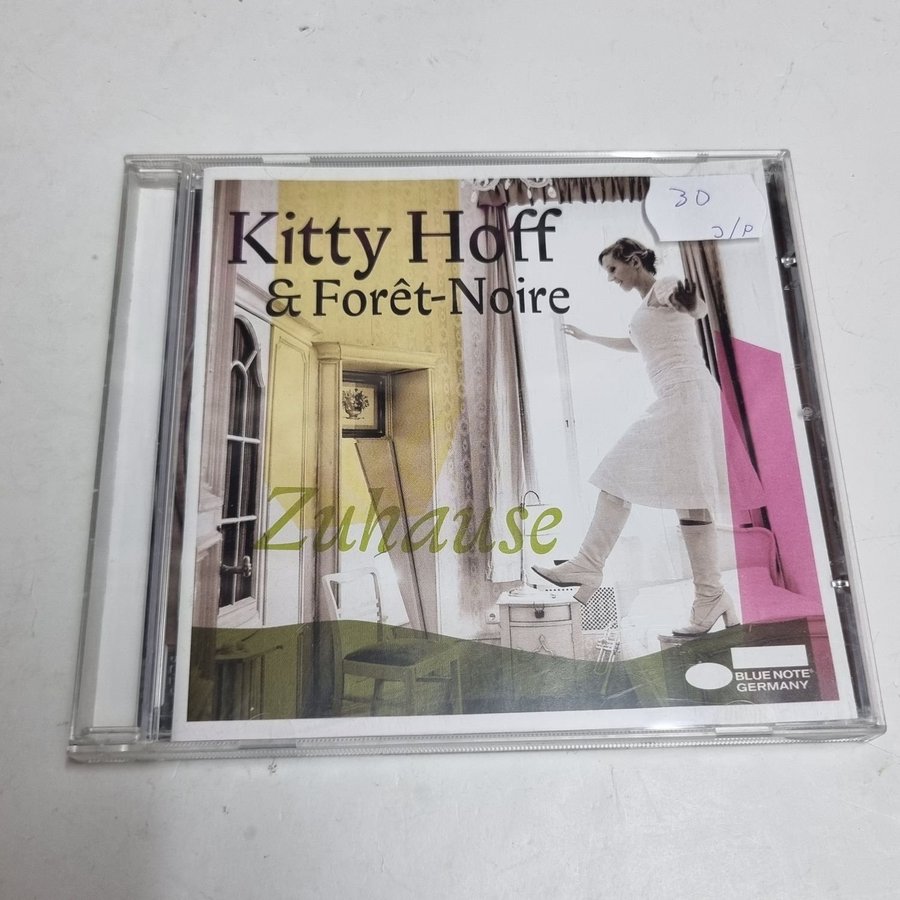 Kitty Hoff
& Forêt-Noire
30
J/P
Zuhause
BLUE NOTE®
GERMANY